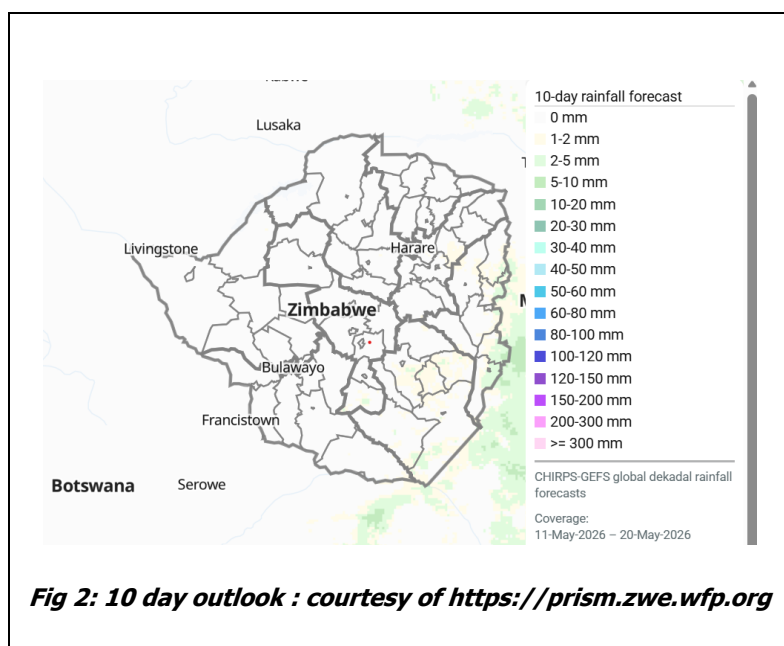 Lusaka
Livingstone
Harare
Zimbabwe
Bulawayo
Francistown
Botswana
Serowe
10-day rainfall forecast
0 mm
1-2 mm
2-5 mm
5-10 mm
10-20 mm
20-30 mm
30-40 mm
40-50 mm
50-60 mm
60-80 mm
80-100 mm
100-120 mm
120-150 mm
150-200 mm
200-300 mm
>= 300 mm
CHIRPS-GEFS global dekadal rainfall
forecasts
Coverage:
11-May-2026 – 20-May-2026
Fig 2: 10 day outlook : courtesy of https://prism.zwe.wfp.org